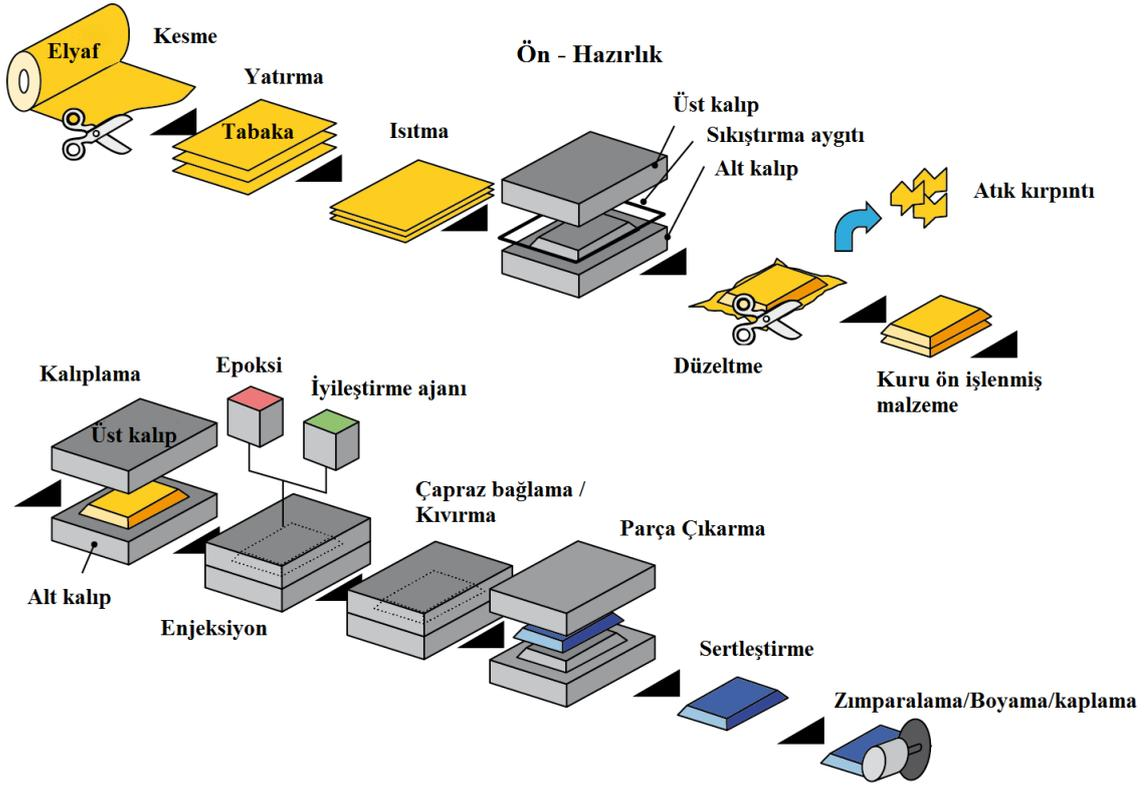 Elyaf
Kesme
Yatırma
Tabaka
Isıtma
Ön - Hazırlık
Üst kalıp
Sıkıştırma aygıtı
Alt kalıp
Atık kırpıntı
Düzeltme
Kuru ön işlenmiş
malzeme
Kalıplama
Üst kalıp
Alt kalıp
Epoksi
İyileştirme ajanı
Enjeksiyon
Çapraz bağlama /
Kıvırma
Parça Çıkarma
Sertleştirme
Zımparalama/Boyama/kaplama